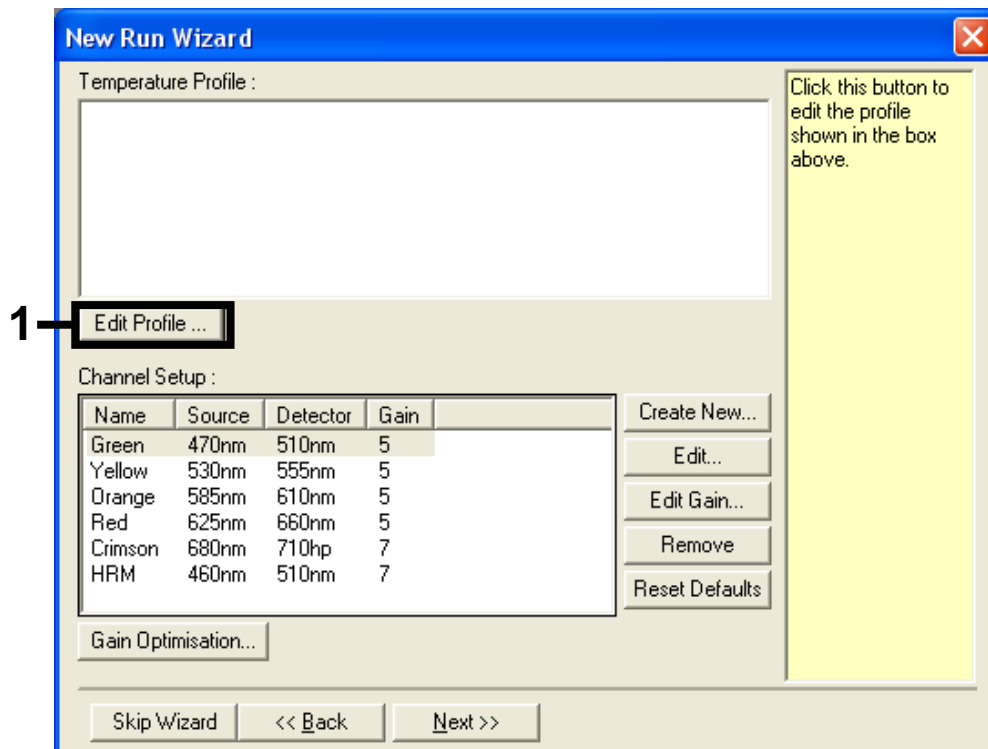 New Run Wizard
Temperature Profile :
Click this button to
edit the profile
shown in the box
above.
1
Edit Profile ...
Channel Setup :
Name Source Detector Gain
Green 470nm 510nm 5
Yellow 530nm 555nm 5
Orange 585nm 610nm 5
Red 625nm 660nm 5
Crimson 680nm 710hp 7
HRM 460nm 510nm 7
Create New...
Edit...
Edit Gain...
Remove
Reset Defaults
Gain Optimisation...
Skip Wizard << Back Next >>